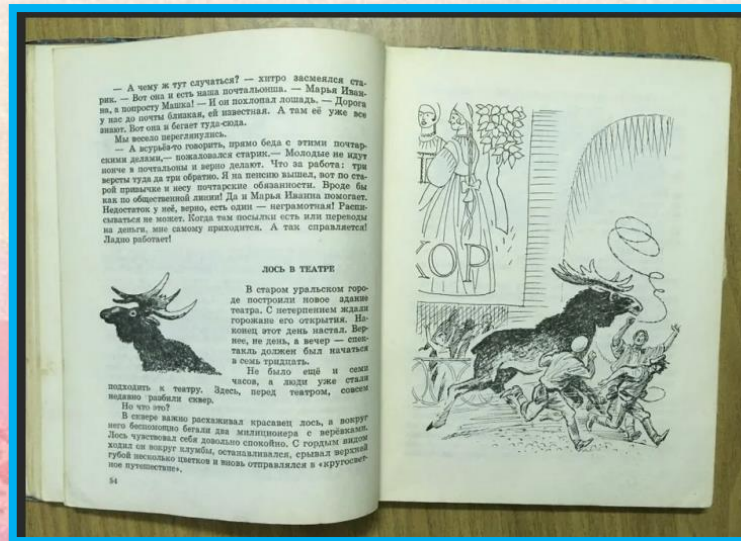 — А чему ж тут случаться? — хитро засмеялся ста-
рик. — Вот она и есть наша почтальонша. — Марья Иван-
на, а попросту Машка! — И он похлопал лошадь. — Дорога
у нас до почты близкая, ей известная. А там её уже все
знают. Вот она и бегает туда-сюда.
Мы весело переглянулись.
— А всурьёз-то говорить, прямо беда с этими почтар-
скими делами,— пожаловался старик.— Молодые не идут
нонче в почтальоны и верно делают. Что за работа: три
версты туда да три обратно. Я на пенсию вышел, вот по ста-
рой привычке и несу почтарские обязанности. Вроде бы
как по общественной линии! Да и Марья Иванна помогает.
Недостаток у неё, верно, есть один — неграмотная! Распи-
сываться не может. Когда там посылки есть или переводы
на деньги, мне самому приходится. А так справляется!
Ладно работает!
ЛОСЬ В ТЕАТРЕ
В старом уральском горо-
де построили новое здание
театра. С нетерпением ждали
горожане его открытия. На-
конец этот день настал. Вер-
нее, не день, а вечер — спек-
такль должен был начаться
в семь тридцать.
Не было ещё и семи
часов, а люди уже стали
подходить к театру. Здесь, перед театром, совсем
недавно разбили сквер.
Но что это?
В сквере важно расхаживал красавец лось, а вокруг
него беспомощно бегали два милиционера с верёвками.
Лось чувствовал себя довольно спокойно. С гордым видом
ходил он вокруг клумбы, останавливался, срывал верхней
губой несколько цветков и вновь отправлялся в «кругосвет-
ное путешествие».
54
ХОР